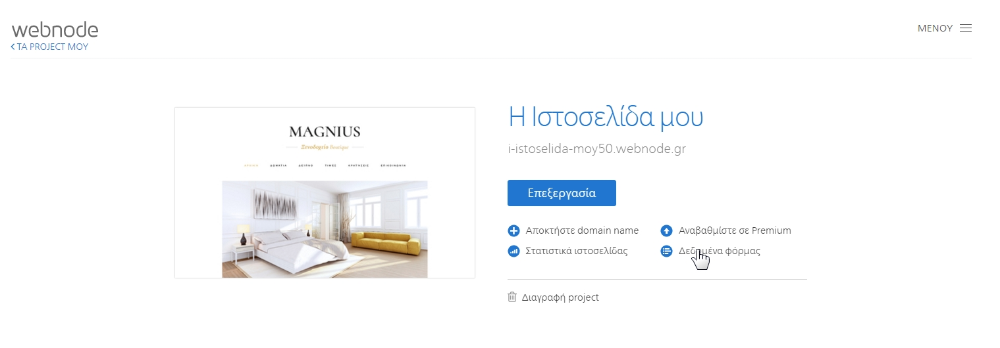 webnode
ΤΑ PROJECT ΜΟΥ
ΜΕΝΟΥ
MAGNIUS
Ξενοδοχείο Boutique
ΑΡΧΙΚΗ ΔΩΜΑΤΙΑ ΔΕΙΠΝΟ ΤΙΜΕΣ ΚΡΑΤΗΣΕΙΣ ΕΠΙΚΟΙΝΩΝΙΑ
Η Ιστοσελίδα μου
i-istoselida-moy50.webnode.gr
Επεξεργασία
Αποκτήστε domain name
Αναβαθμίστε σε Premium
Στατιστικά ιστοσελίδας
Δεδομένα φόρμας
Διαγραφή project